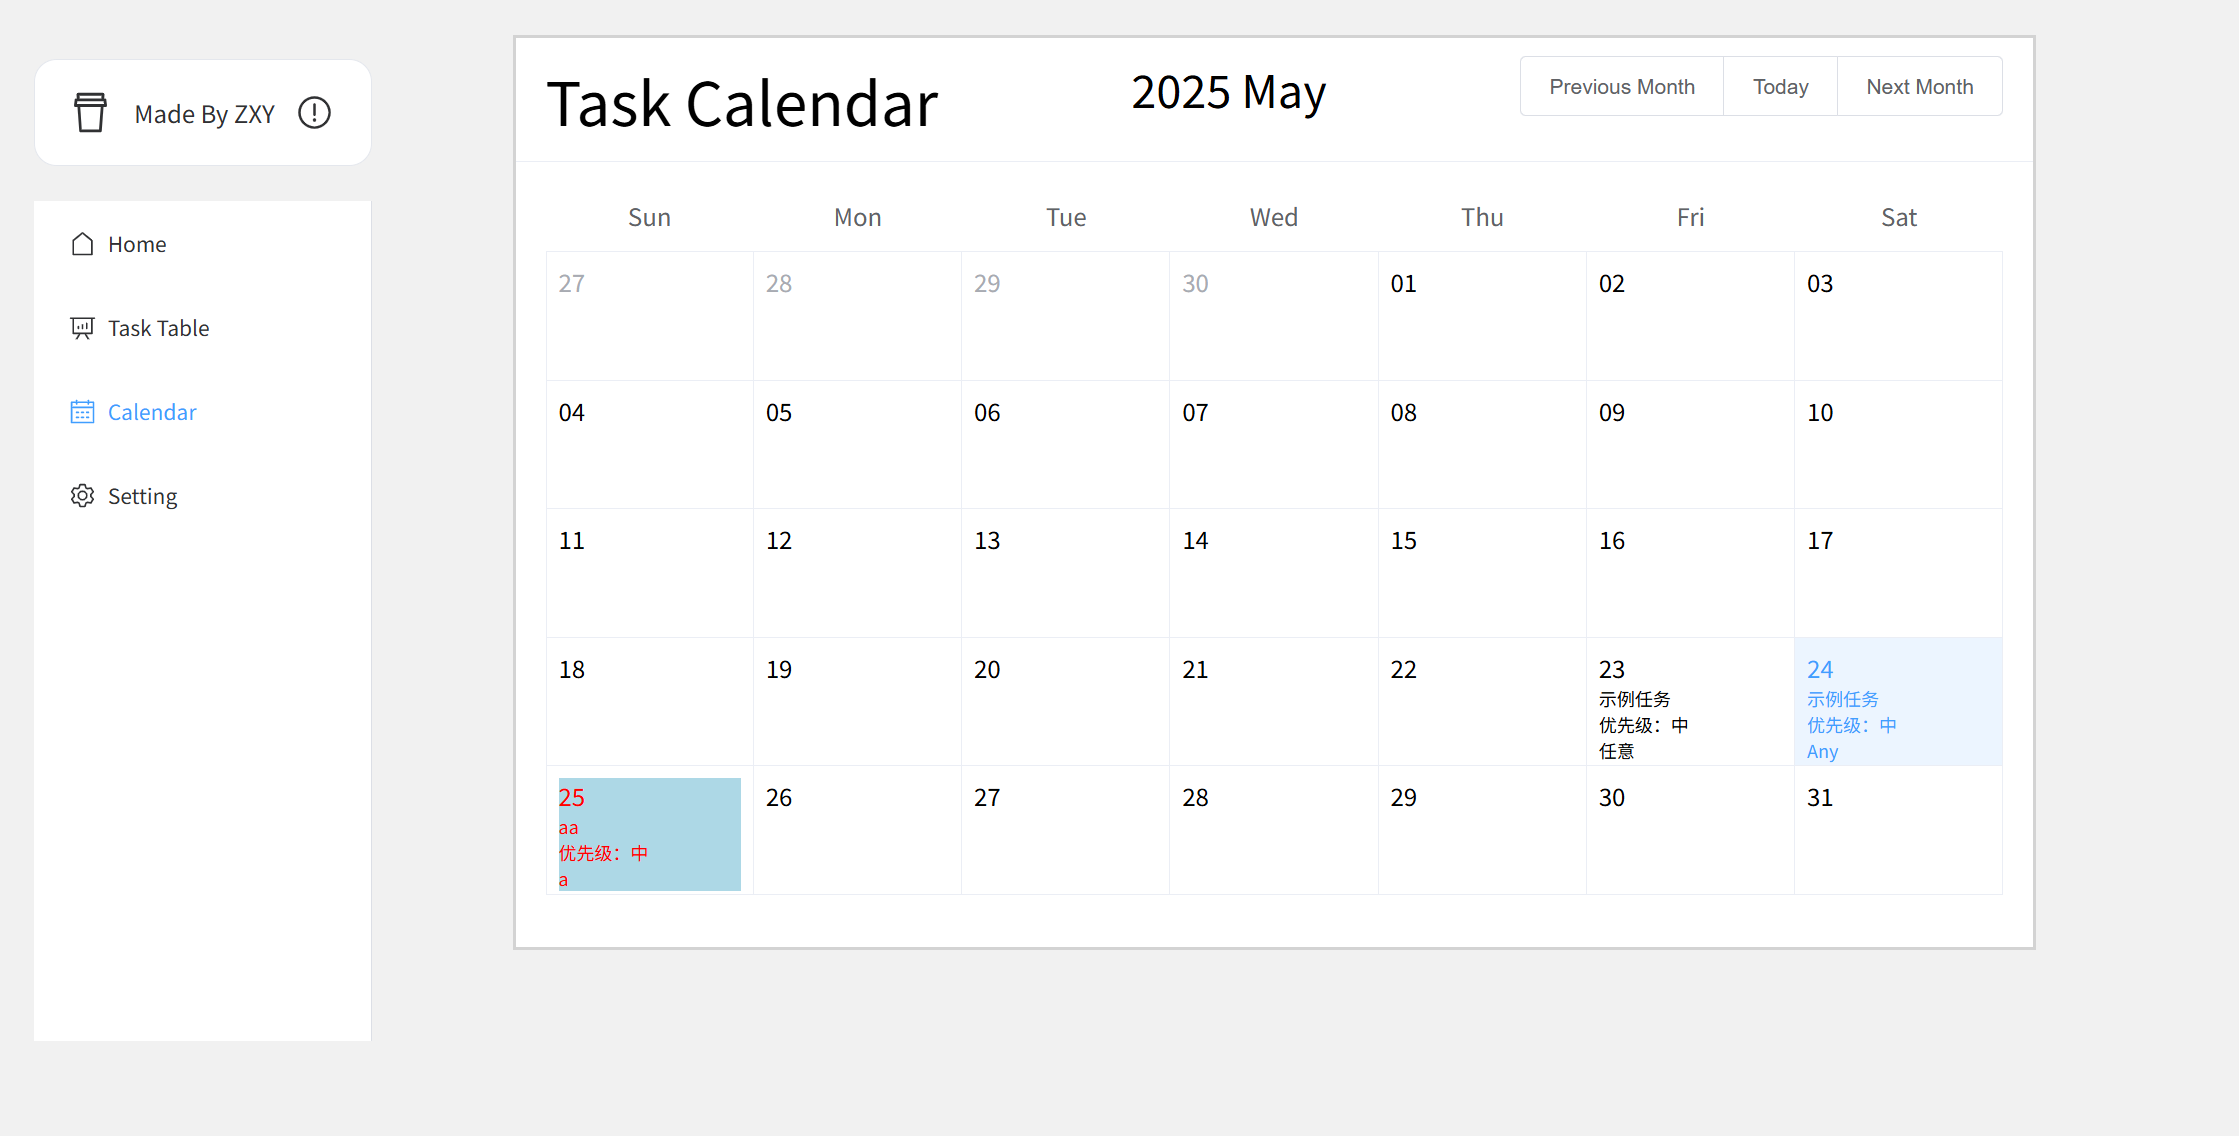 Made By ZXY
Home
Task Table
Calendar
Setting
Task Calendar
2025 May
Previous Month Today Next Month
Sun Mon Tue Wed Thu Fri Sat
27 28 29 30 01 02 03
04 05 06 07 08 09 10
11 12 13 14 15 16 17
18 19 20 21 22 23 24
示例任务 示例任务
优先级：中 优先级：中
任意 Any
25 26 27 28 29 30 31
aa
优先级：中
a